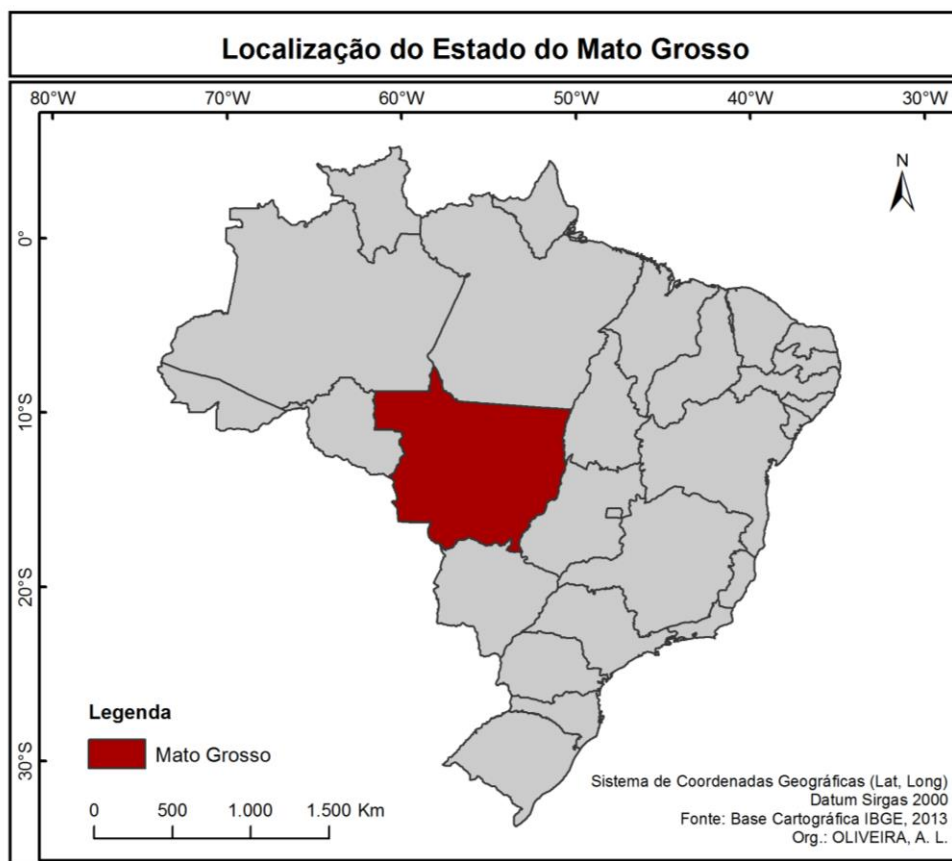 Localização do Estado do Mato Grosso
80°W 70°W 60°W 50°W 40°W 30°W
N
0°
10°S
20°S
30°S
Legenda
Mato Grosso
0 500 1.000 1.500 Km
Sistema de Coordenadas Geográficas (Lat, Long)
Datum Sirgas 2000
Fonte: Base Cartográfica IBGE, 2013
Org.: OLIVEIRA, A. L.